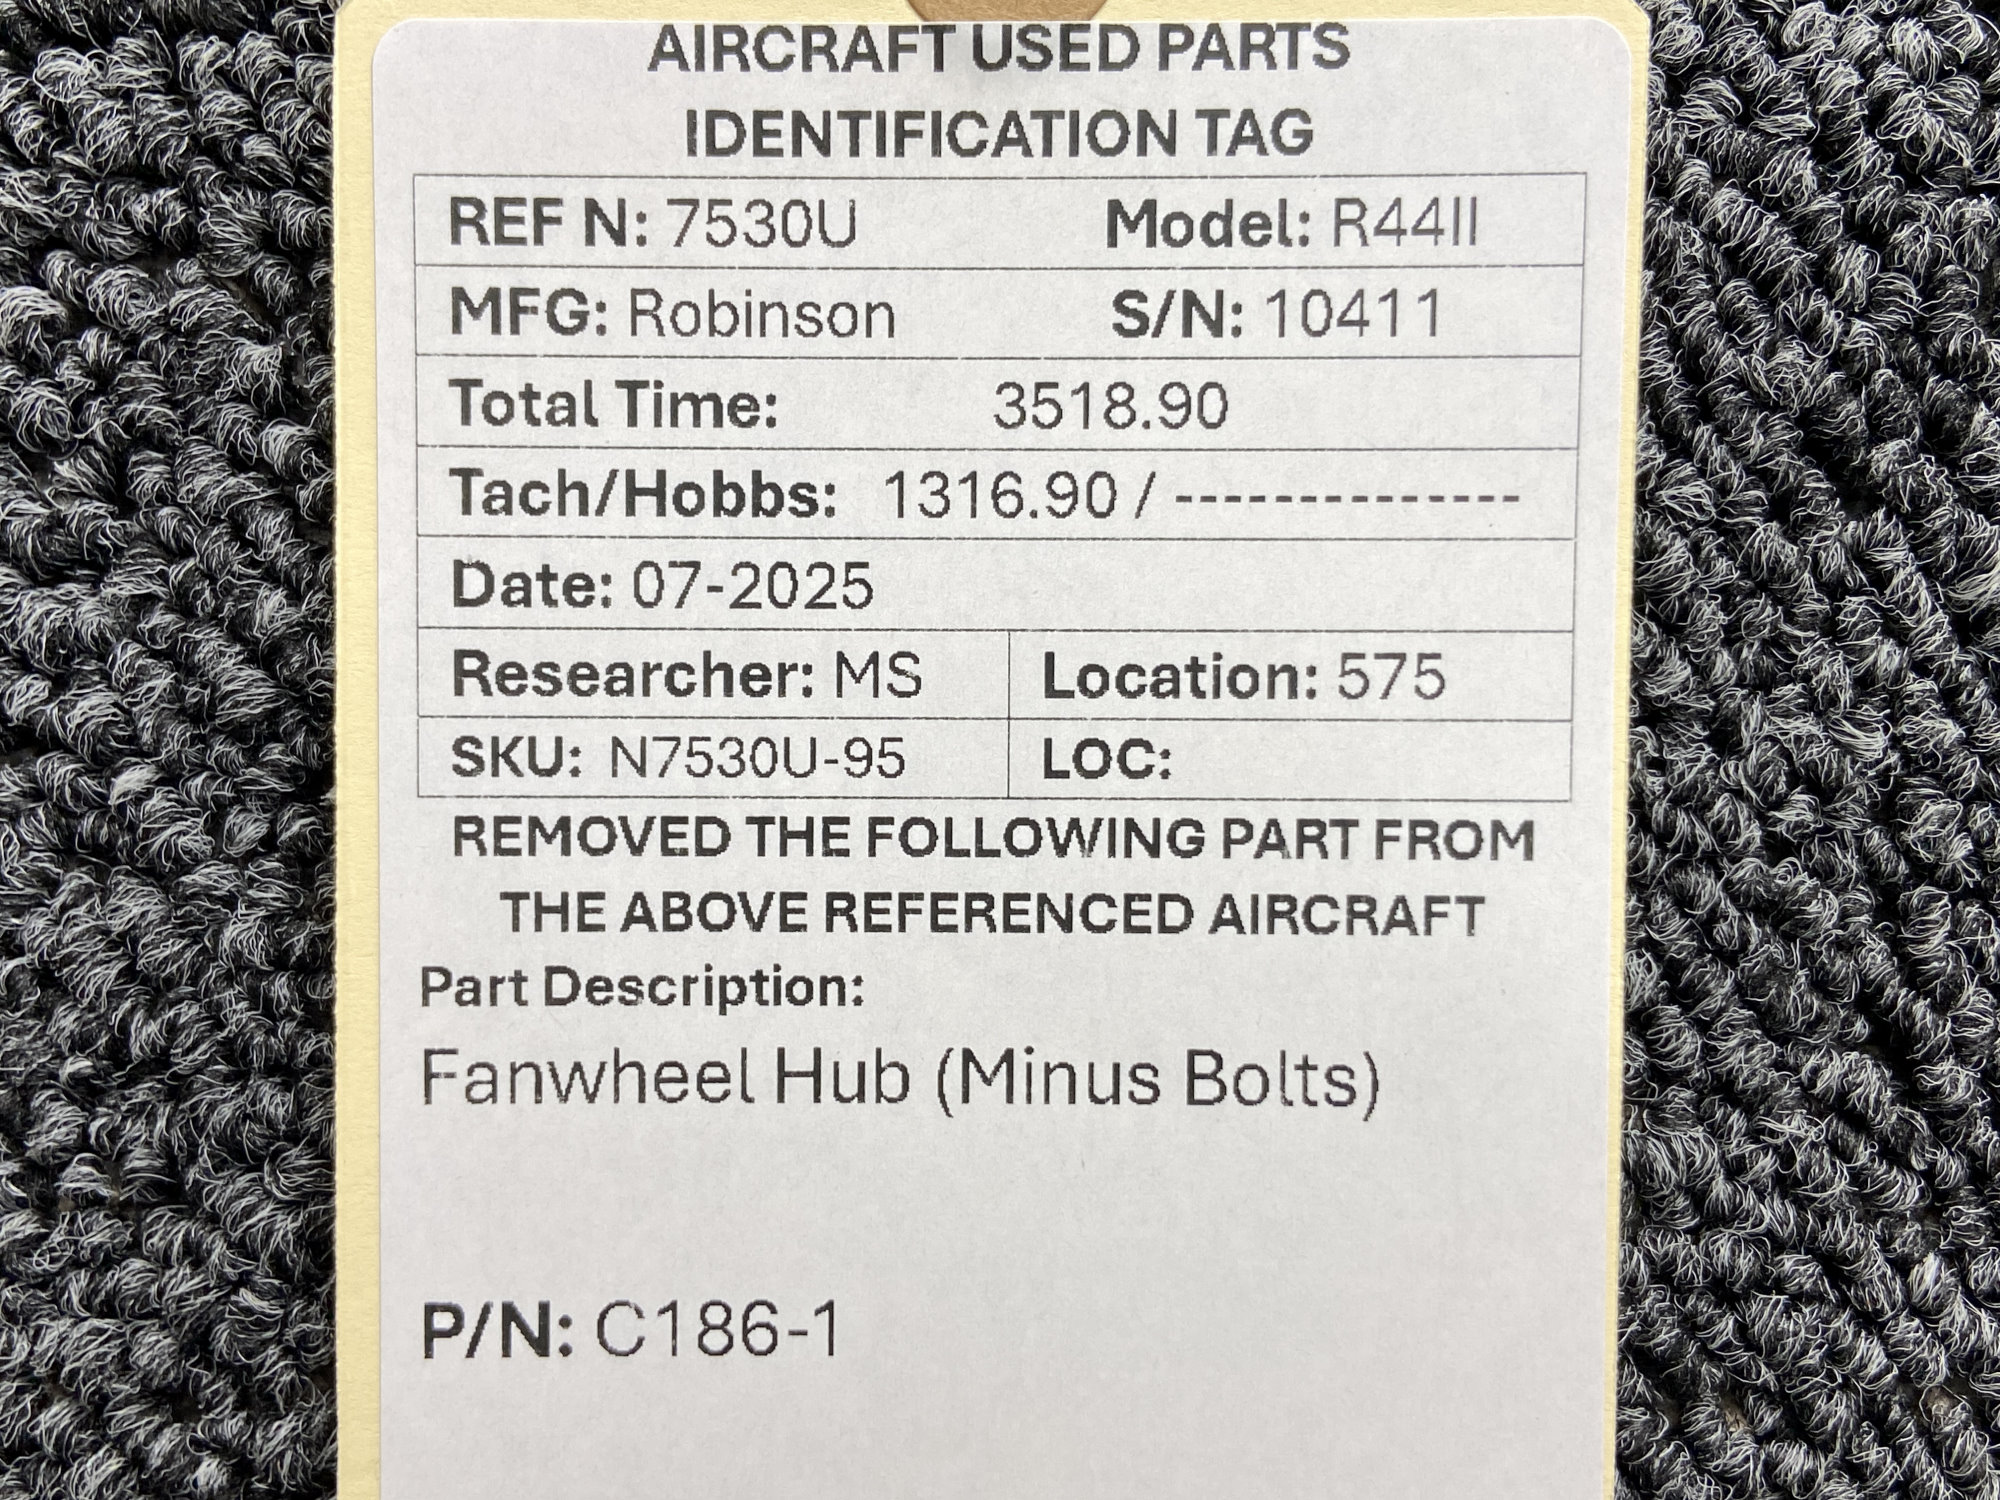 AIRCRAFT USED PARTS
IDENTIFICATION TAG
REF N: 7530U Model: R44II
MFG: Robinson S/N: 10411
Total Time: 3518.90
Tach/Hobbs: 1316.90 / --------------
Date: 07-2025
Researcher: MS Location: 575
SKU: N7530U-95 LOC:
REMOVED THE FOLLOWING PART FROM
THE ABOVE REFERENCED AIRCRAFT
Part Description:
Fanwheel Hub (Minus Bolts)
P/N: C186-1